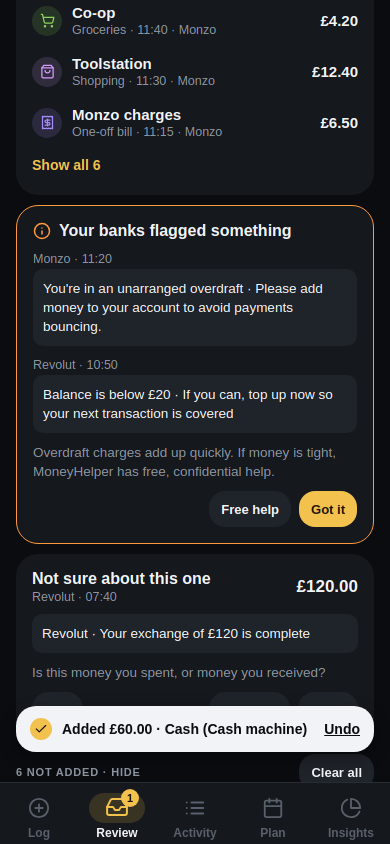 Co-op
Groceries · 11:40 · Monzo
£4.20
Toolstation
Shopping · 11:30 · Monzo
£12.40
Monzo charges
One-off bill · 11:15 · Monzo
£6.50
Show all 6
Your banks flagged something
Monzo · 11:20
You're in an unarranged overdraft · Please add
money to your account to avoid payments
bouncing.
Revolut · 10:50
Balance is below £20 · If you can, top up now so
your next transaction is covered
Overdraft charges add up quickly. If money is tight,
MoneyHelper has free, confidential help.
Free help
Got it
Not sure about this one
Revolut · 07:40
£120.00
Revolut · Your exchange of £120 is complete
Is this money you spent, or money you received?
Added £60.00 · Cash (Cash machine)
Undo
6 NOT ADDED · HIDE
Clear all
1
Log
Review
Activity
Plan
Insights